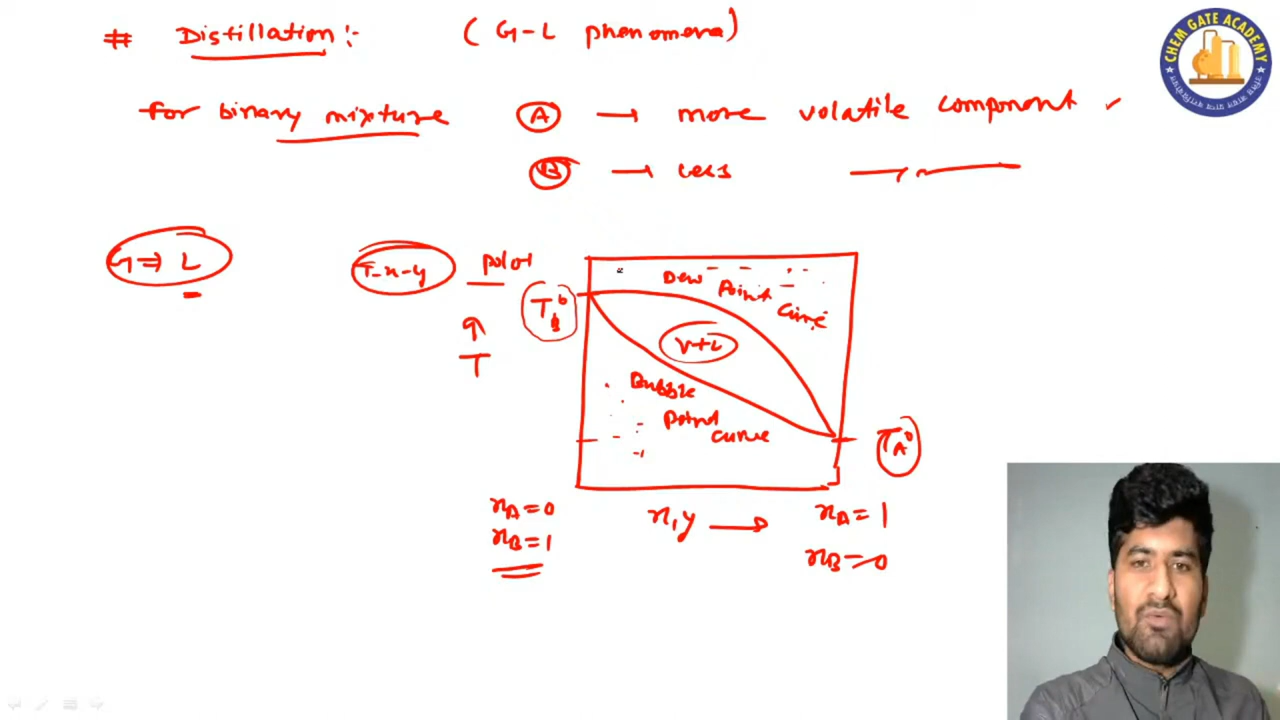 # Distillation :- (G-L phenomena)
CHEM GATE ACADEMY
for binary mixture A → more volatile component ✓
B → less
G ⇒ L
T-x-y plot
T
Dew Point Curve
V+L
Bubble Point curve
x_A = 0
x_B = 1
x, y →
T_A°
x_A = 1
x_B = 0